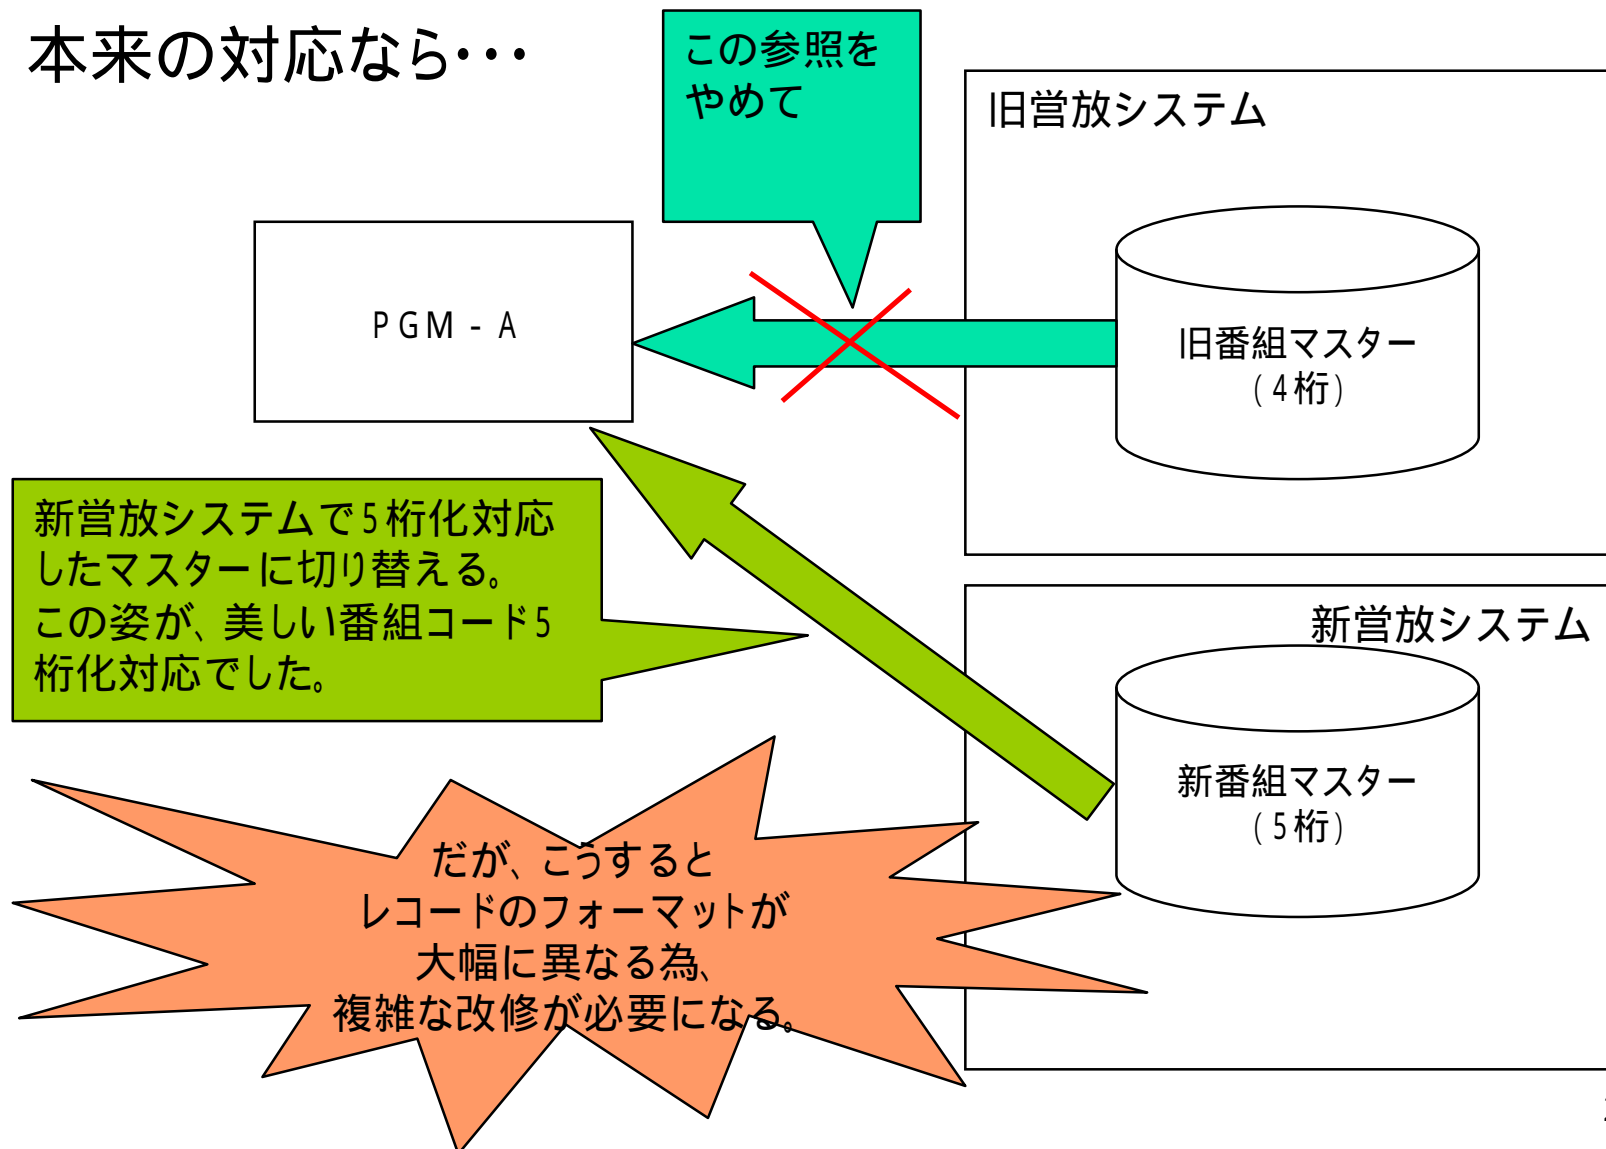 本来の対応なら・・・
この参照を
やめて
旧営放システム
PGM-A
旧番組マスター
(4桁)
新営放システムで5桁化対応
したマスターに切り替える。
この姿が、美しい番組コード5
桁化対応でした。
新営放システム
新番組マスター
(5桁)
だが、こうすると
レコードのフォーマットが
大幅に異なる為、
複雑な改修が必要になる。